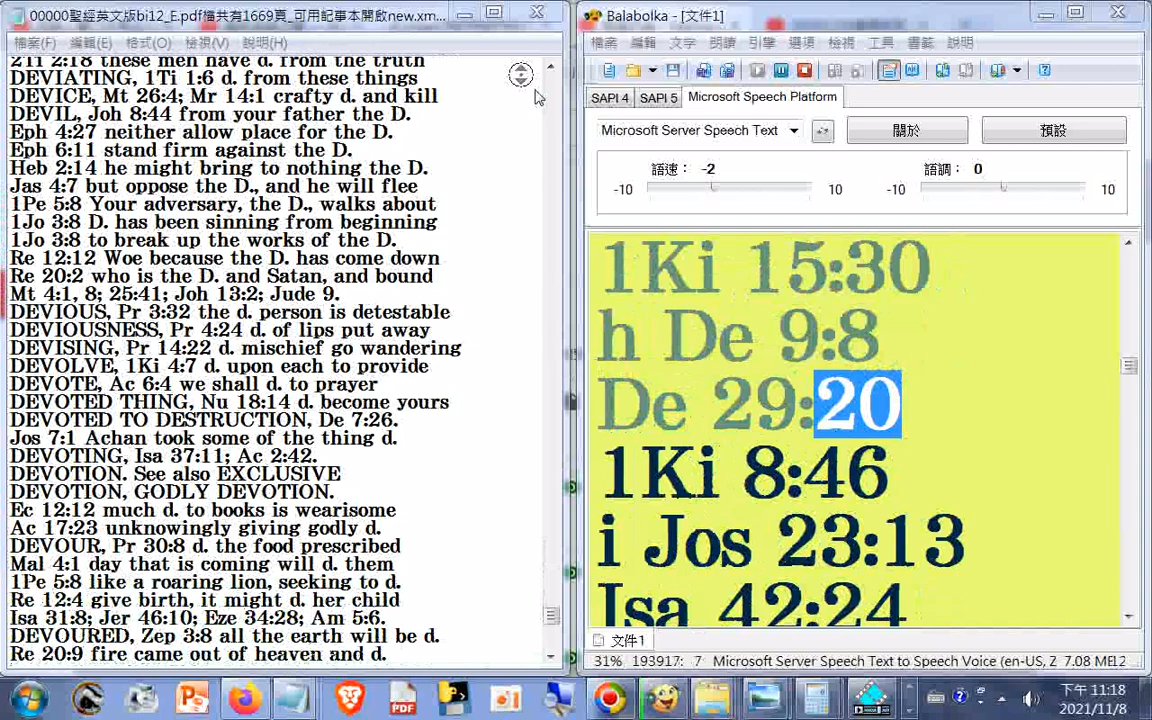 00000聖經英文版bi12_E.pdf檔共有1669頁_可用記事本開啟new.xm...
檔案(F) 編輯(E) 格式(O) 檢視(V) 說明(H)
2Ti 2:18 these men have d. from the truth
DEVIATING, 1Ti 1:6 d. from these things
DEVICE, Mt 26:4; Mr 14:1 crafty d. and kill
DEVIL, Joh 8:44 from your father the D.
Eph 4:27 neither allow place for the D.
Eph 6:11 stand firm against the D.
Heb 2:14 he might bring to nothing the D.
Jas 4:7 but oppose the D., and he will flee
1Pe 5:8 Your adversary, the D., walks about
1Jo 3:8 D. has been sinning from beginning
1Jo 3:8 to break up the works of the D.
Re 12:12 Woe because the D. has come down
Re 20:2 who is the D. and Satan, and bound
Mt 4:1, 8; 25:41; Joh 13:2; Jude 9.
DEVIOUS, Pr 3:32 the d. person is detestable
DEVIOUSNESS, Pr 4:24 d. of lips put away
DEVISING, Pr 14:22 d. mischief go wandering
DEVOLVE, 1Ki 4:7 d. upon each to provide
DEVOTE, Ac 6:4 we shall d. to prayer
DEVOTED THING, Nu 18:14 d. become yours
DEVOTED TO DESTRUCTION, De 7:26.
Jos 7:1 Achan took some of the thing d.
DEVOTING, Isa 37:11; Ac 2:42.
DEVOTION. See also EXCLUSIVE
DEVOTION, GODLY DEVOTION.
Ec 12:12 much d. to books is wearisome
Ac 17:23 unknowingly giving godly d.
DEVOUR, Pr 30:8 d. the food prescribed
Mal 4:1 day that is coming will d. them
1Pe 5:8 like a roaring lion, seeking to d.
Re 12:4 give birth, it might d. her child
Isa 31:8; Jer 46:10; Eze 34:28; Am 5:6.
DEVOURED, Zep 3:8 all the earth will be d.
Re 20:9 fire came out of heaven and d.
Balabolka - [文件1]
檔案 編輯 文字 朗讀 引擎 選項 檢視 工具 書籤 說明
SAPI 4 SAPI 5 Microsoft Speech Platform
Microsoft Server Speech Text 關於 預設
語速: -2 語調: 0
-10 10 -10 10
1Ki 15:30
h De 9:8
De 29:20
1Ki 8:46
i Jos 23:13
Isa 42:24
文件1
31% 193917: 7 Microsoft Server Speech Text to Speech Voice (en-US, Z 7.08 MB
PDF
下午 11:18
2021/11/8